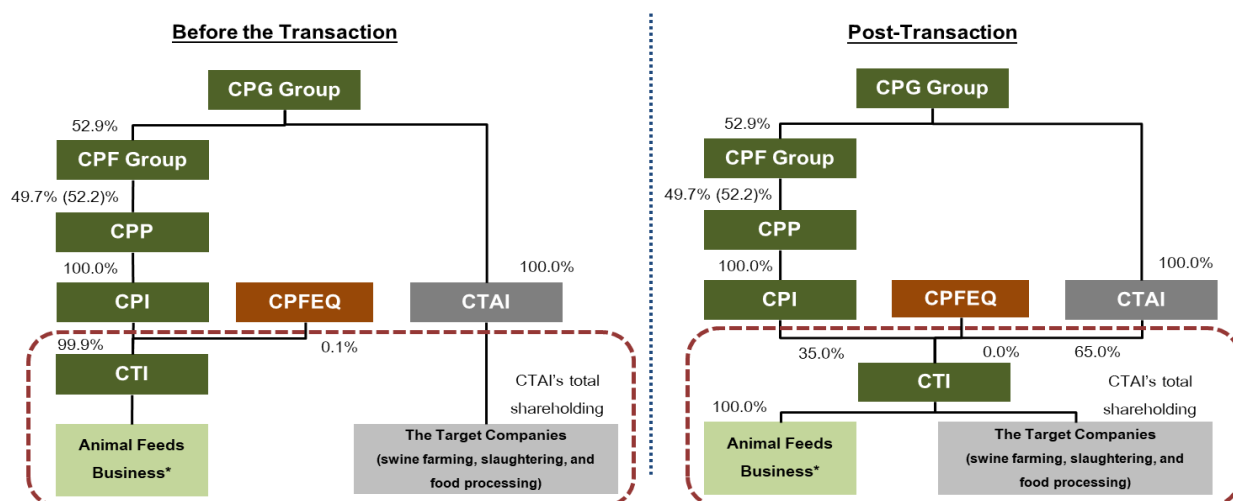 Before the Transaction
CPG Group
52.9%
CPF Group
49.7% (52.2)%
CPP
100.0%
100.0%
CPI
CPFEQ
CTAI
99.9%
0.1%
CTI
CTAI's total
shareholding
Animal Feeds
Business*
The Target Companies
(swine farming, slaughtering, and
food processing)
Post-Transaction
CPG Group
52.9%
CPF Group
49.7% (52.2)%
CPP
100.0%
100.0%
CPI
CPFEQ
CTAI
35.0%
0.0%
65.0%
CTI
CTAI's total
shareholding
100.0%
Animal Feeds
Business*
The Target Companies
(swine farming, slaughtering, and
food processing)